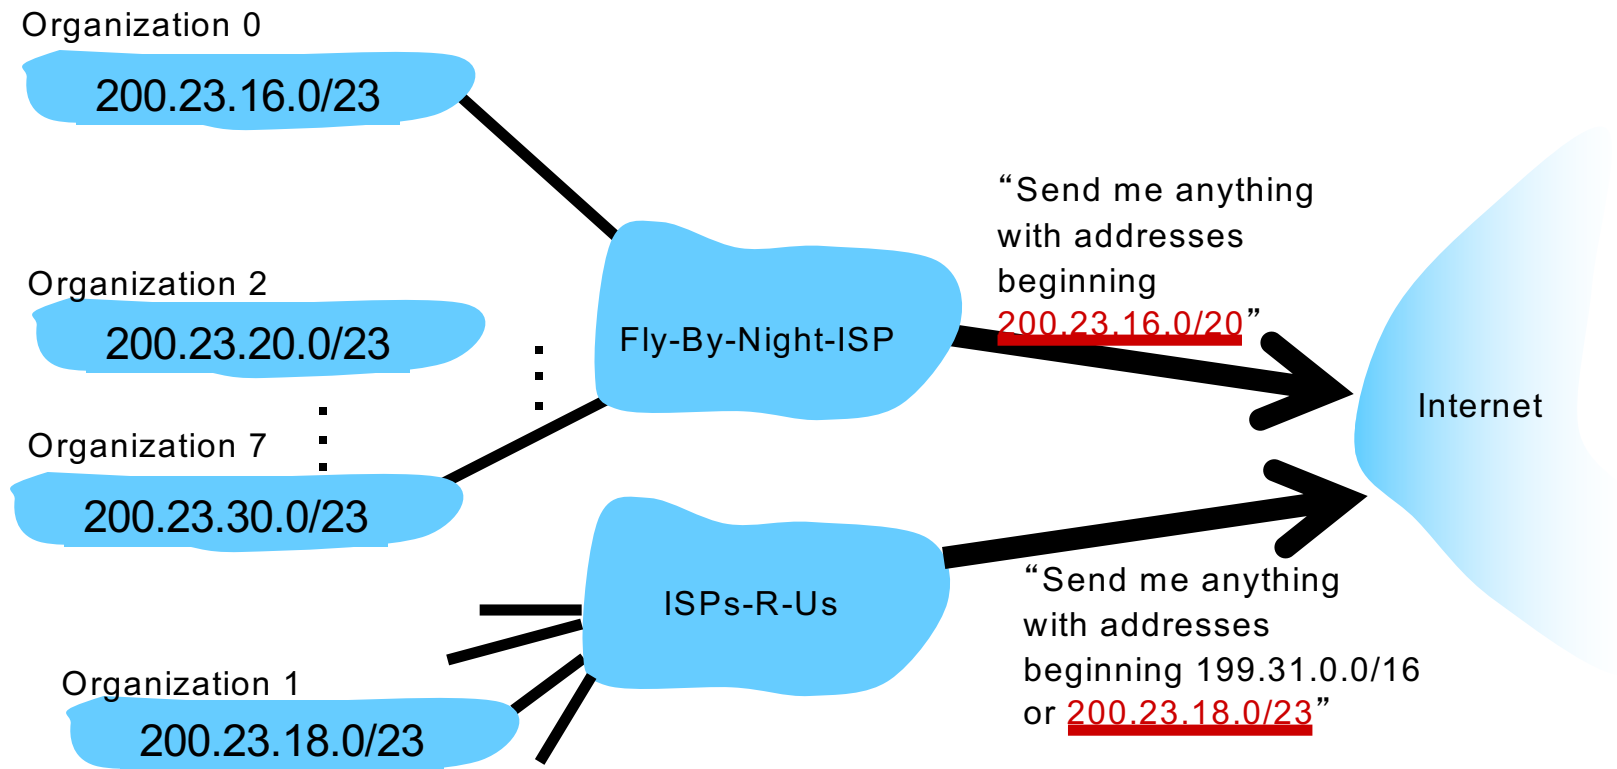 Organization 0
200.23.16.0/23
Organization 2
200.23.20.0/23
Organization 7
200.23.30.0/23
Organization 1
200.23.18.0/23
Fly-By-Night-ISP
ISPs-R-Us
“Send me anything
with addresses
beginning
200.23.16.0/20”
“Send me anything
with addresses
beginning 199.31.0.0/16
or 200.23.18.0/23”
Internet